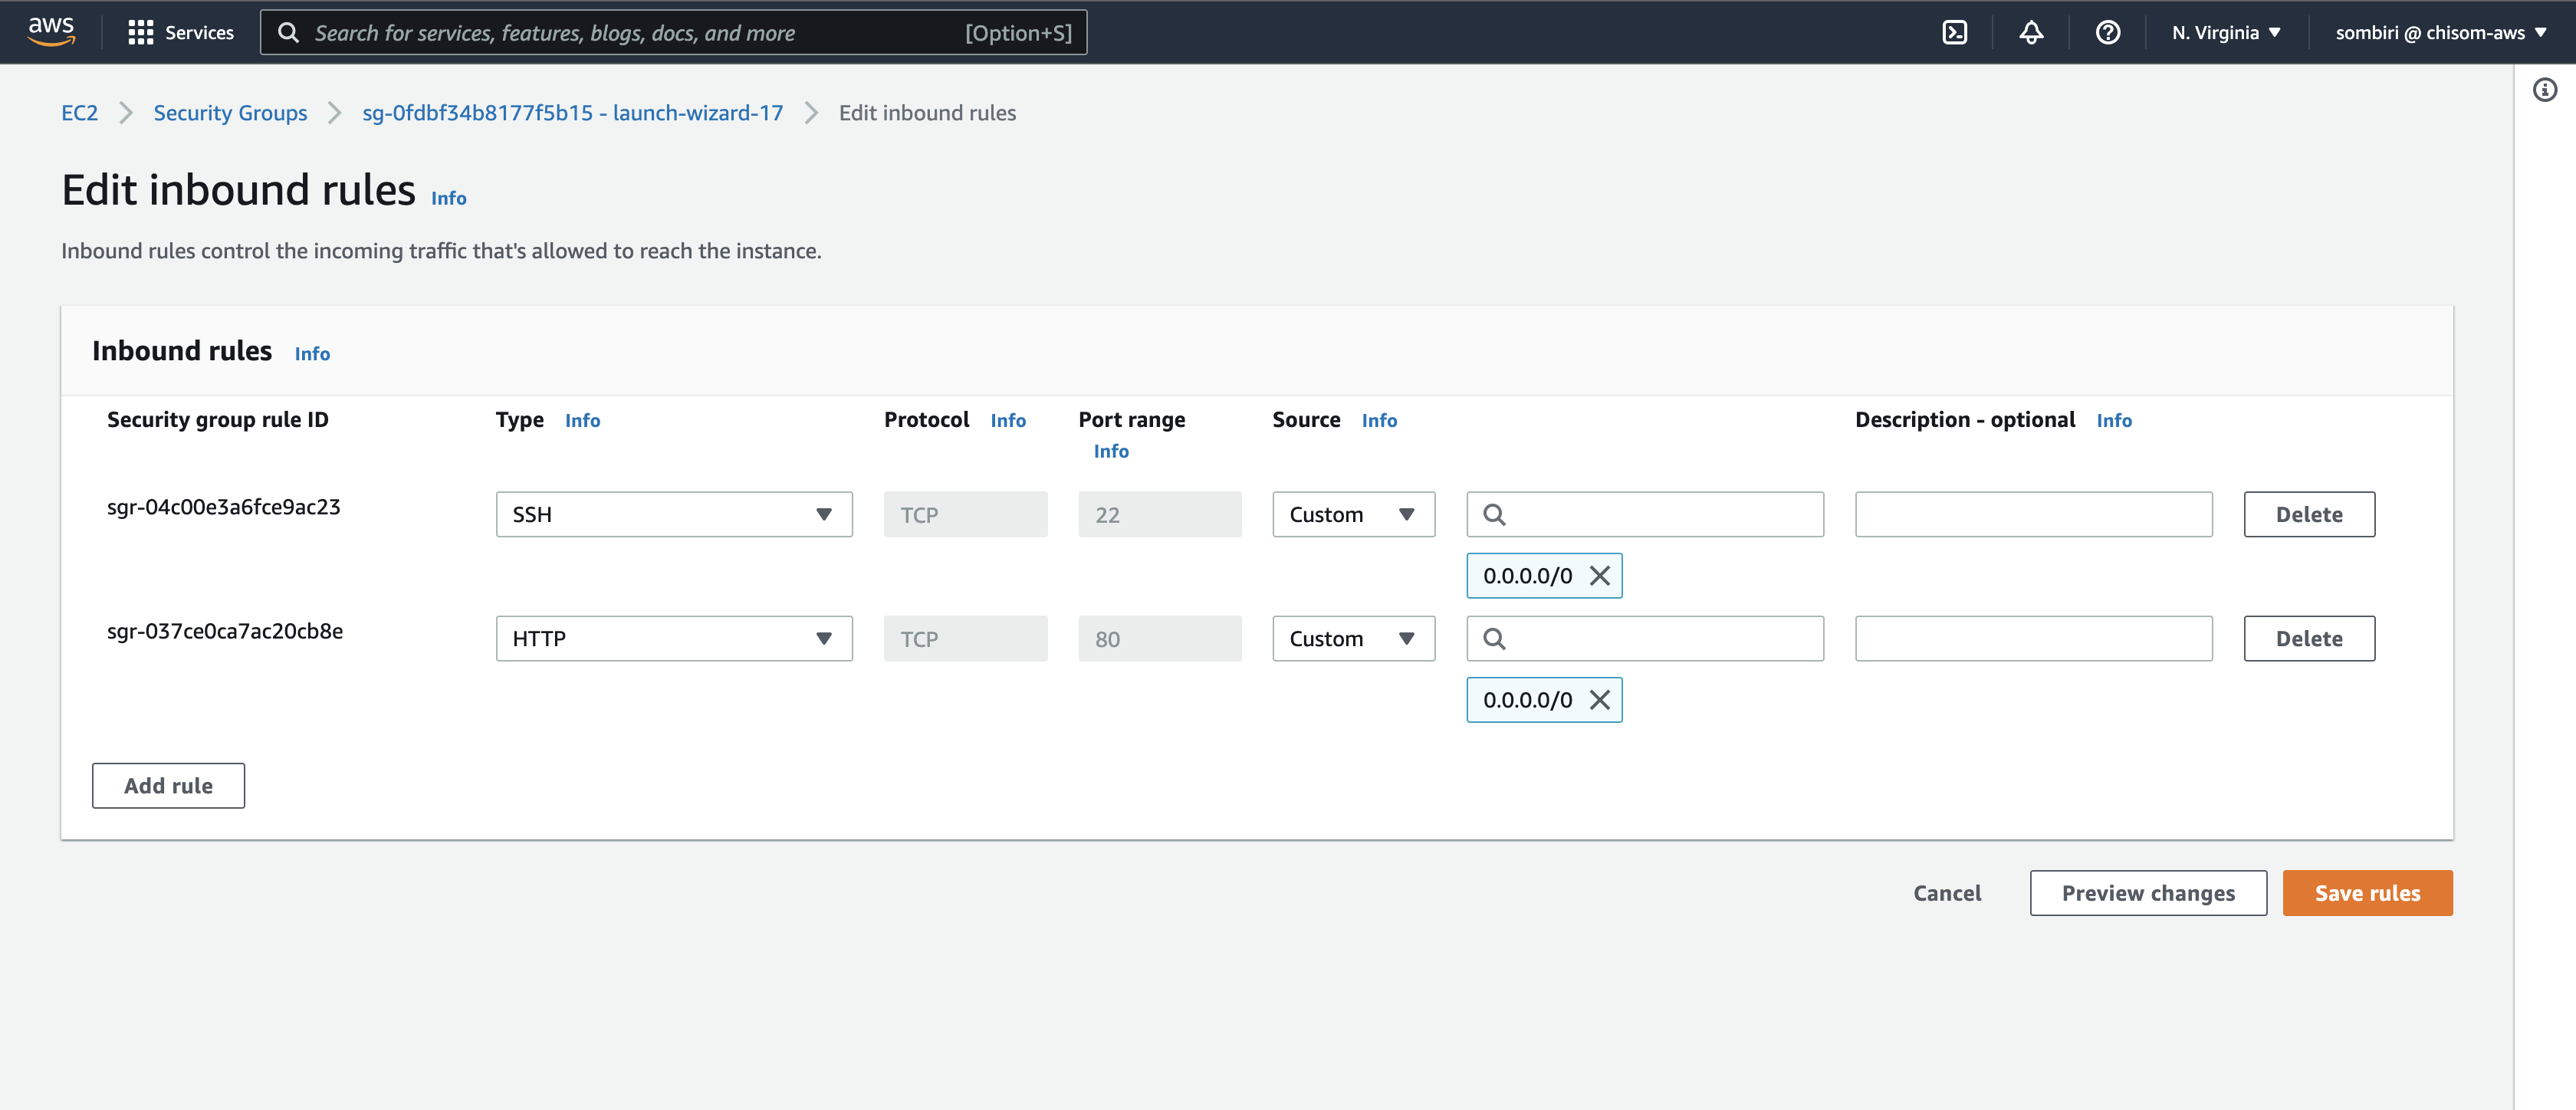 aws Services Search for services, features, blogs, docs, and more [Option+S] N. Virginia sombiri @ chisom-aws
EC2 Security Groups sg-0fdbf34b8177f5b15 - launch-wizard-17 Edit inbound rules
Edit inbound rules Info
Inbound rules control the incoming traffic that's allowed to reach the instance.
Inbound rules Info
Security group rule ID Type Info Protocol Info Port range Source Info Description - optional Info
Info
sgr-04c00e3a6fce9ac23 SSH TCP 22 Custom Delete
0.0.0.0/0
sgr-037ce0ca7ac20cb8e HTTP TCP 80 Custom Delete
0.0.0.0/0
Add rule
Cancel Preview changes Save rules